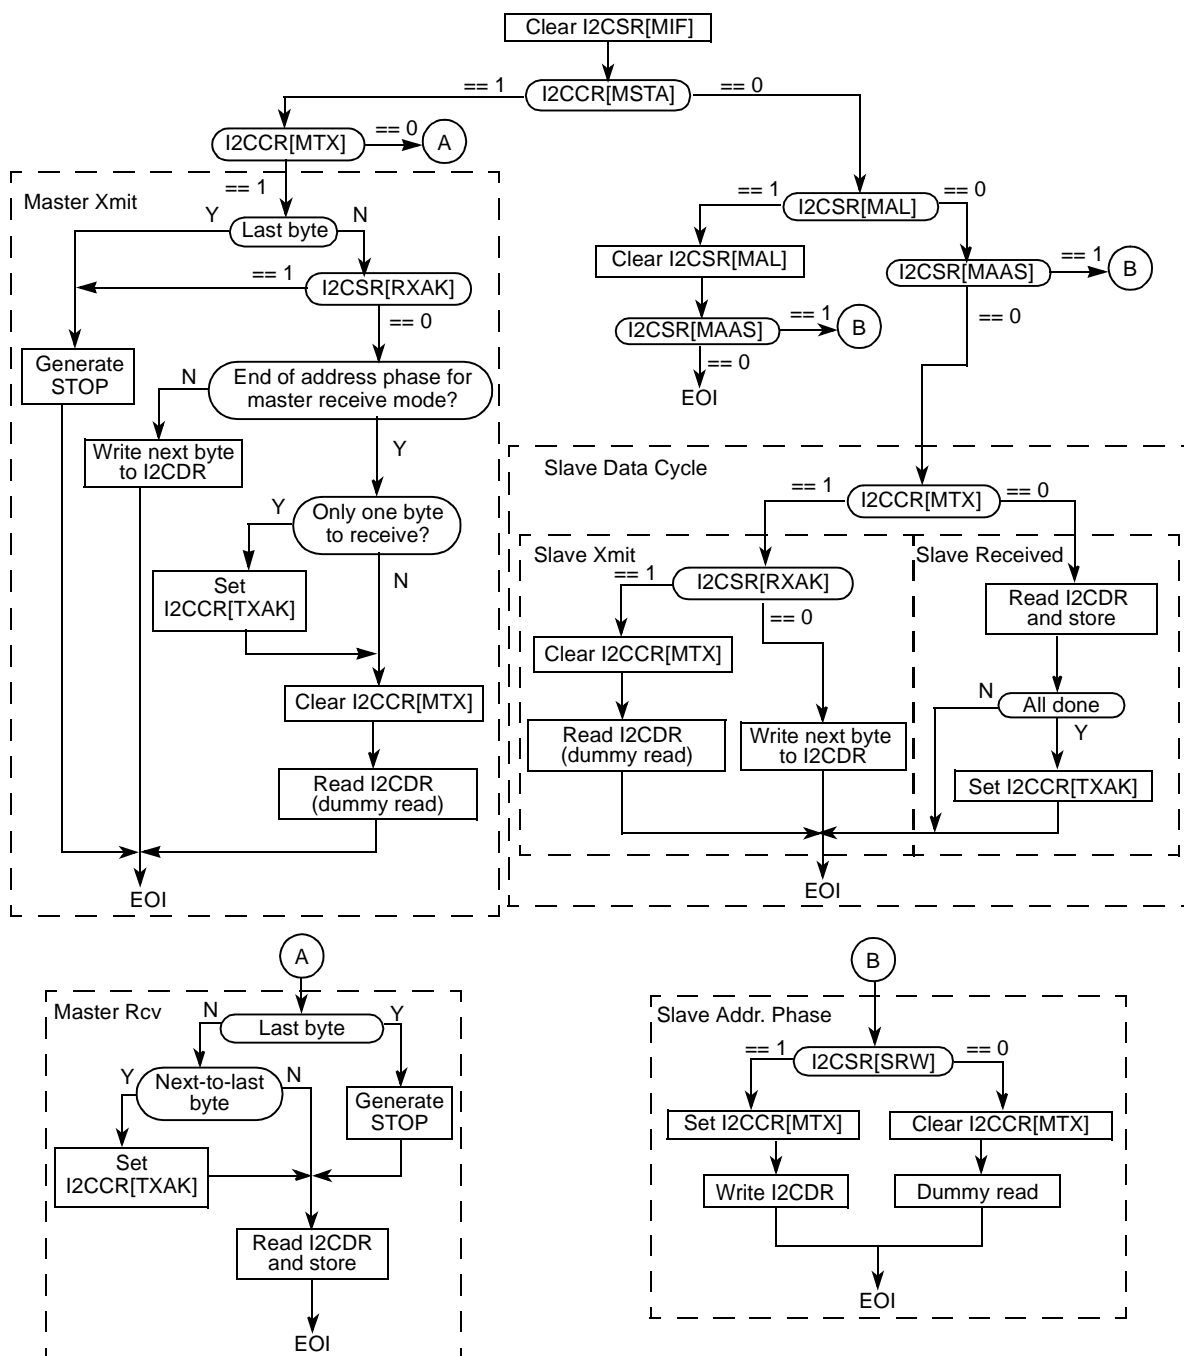 Clear I2CSR[MIF]
== 1
I2CCR[MSTA]
== 0
I2CCR[MTX]
== 0
A
== 1
Master Xmit
Y
Last byte
N
== 1
I2CSR[RXAK]
== 0
Generate
STOP
N
End of address phase for
master receive mode?
Write next byte
to I2CDR
Y
Y
Only one byte
to receive?
Set
I2CCR[TXAK]
N
Clear I2CCR[MTX]
Read I2CDR
(dummy read)
EOI
== 1
I2CSR[MAL]
== 0
Clear I2CSR[MAL]
I2CSR[MAAS]
== 1
B
== 0
I2CSR[MAAS]
== 1
B
== 0
EOI
Slave Data Cycle
== 1
I2CCR[MTX]
== 0
Slave Xmit
== 1
I2CSR[RXAK]
== 0
Clear I2CCR[MTX]
Read I2CDR
(dummy read)
Write next byte
to I2CDR
Slave Received
Read I2CDR
and store
N
All done
Y
Set I2CCR[TXAK]
EOI
A
Master Rcv
N
Last byte
Y
Y
Next-to-last
byte
N
Generate
STOP
Set
I2CCR[TXAK]
Read I2CDR
and store
EOI
B
Slave Addr. Phase
== 1
I2CSR[SRW]
== 0
Set I2CCR[MTX]
Clear I2CCR[MTX]
Write I2CDR
Dummy read
EOI